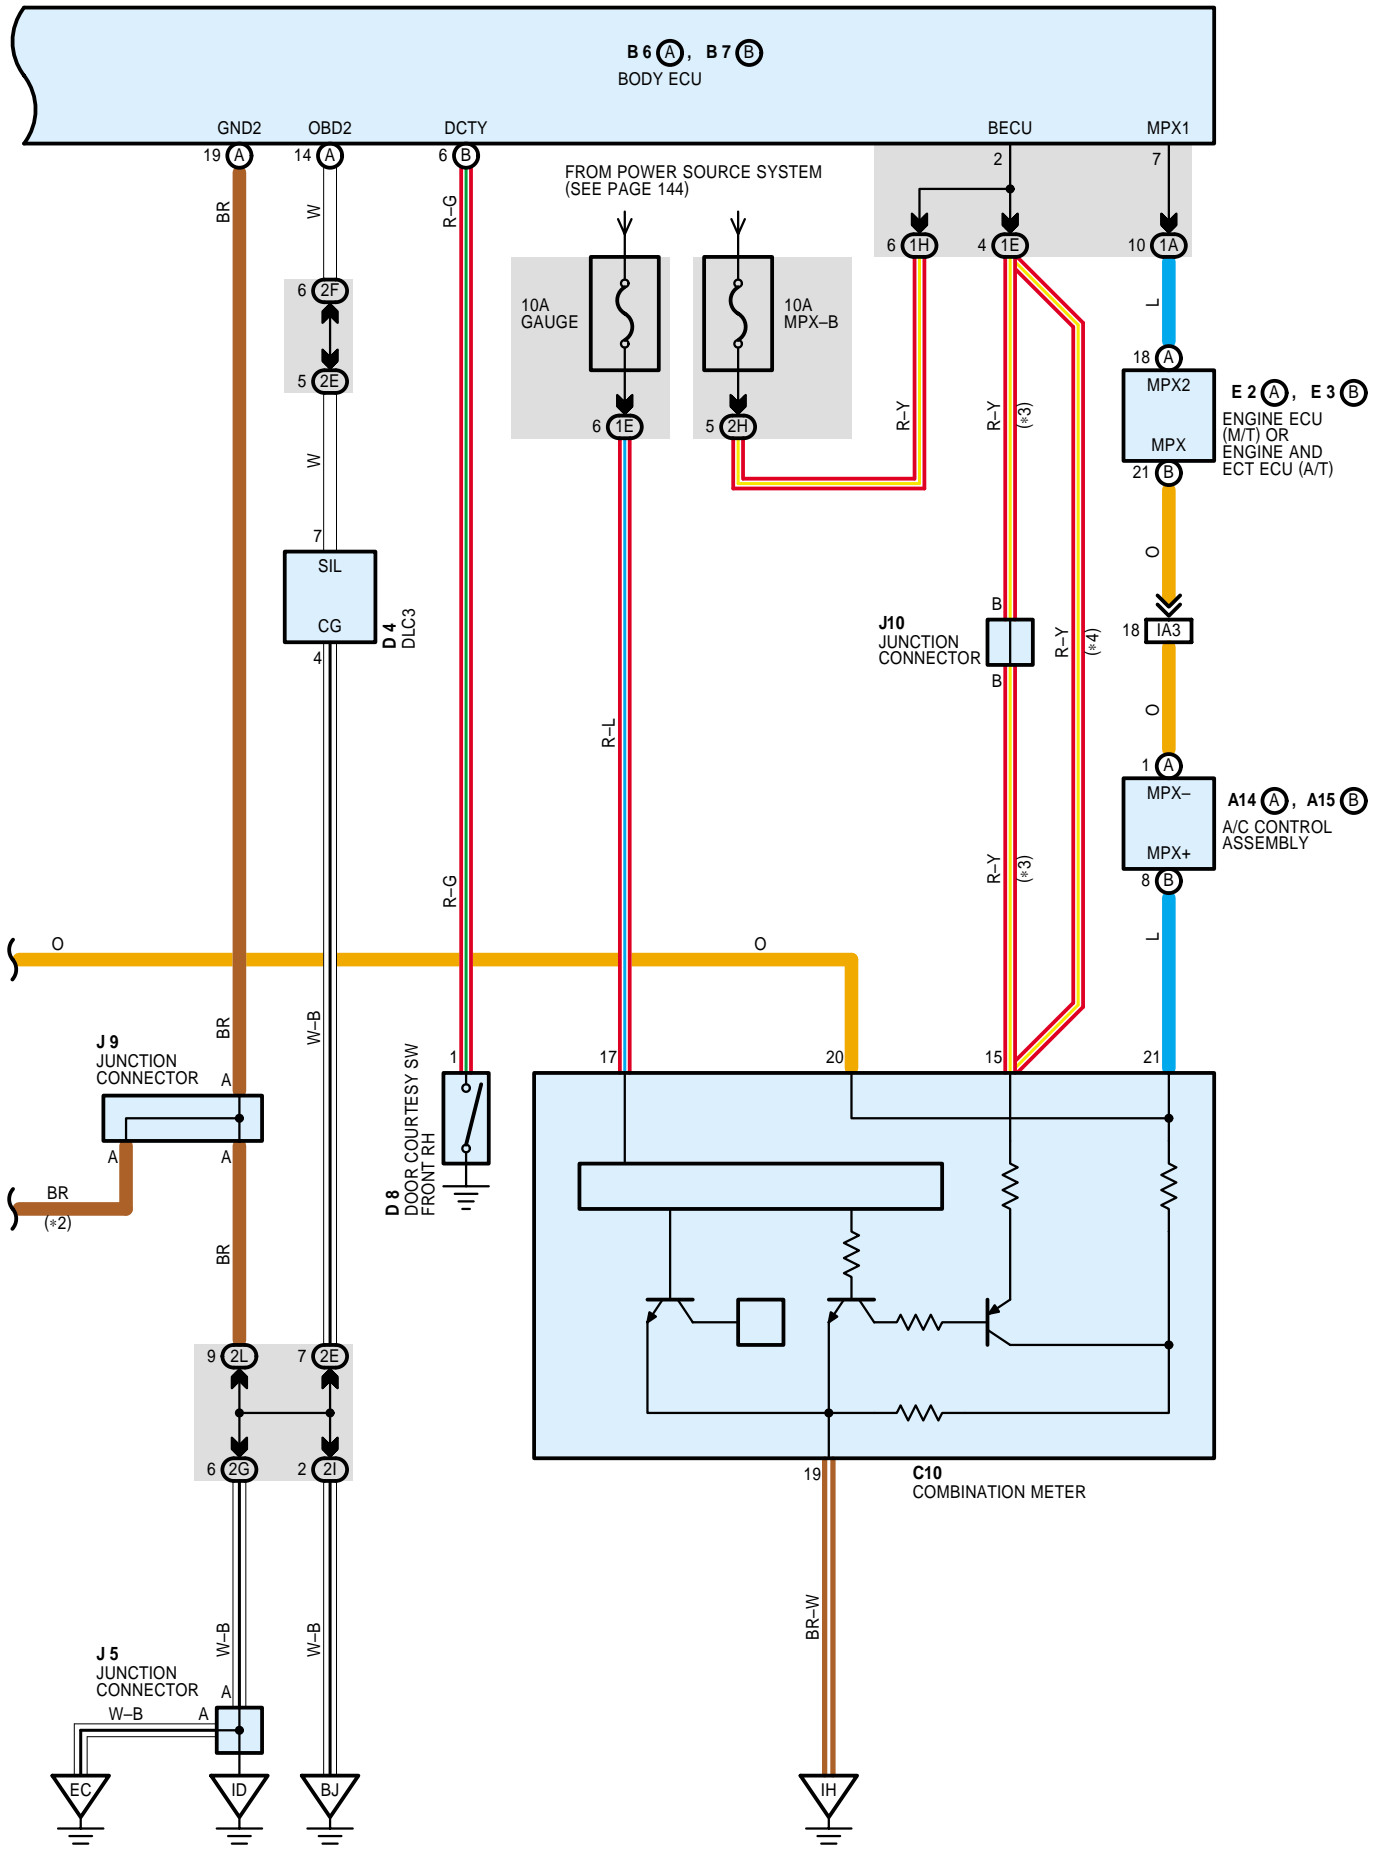 B 6 A , B 7 B
BODY ECU
GND2
OBD2
DCTY
BECU
MPX1
19 A
14 A
6 B
2
7
FROM POWER SOURCE SYSTEM
(SEE PAGE 144)
BR
W
R–G
6 1H
4 1E
10 1A
6 2F
10A
GAUGE
10A
MPX–B
L
5 2E
18 A
MPX2
MPX
E 2 A , E 3 B
ENGINE ECU
(M/T) OR
ENGINE AND
ECT ECU (A/T)
6 1E
5 2H
R–Y
R–Y
(*3)
21 B
W
7
SIL
CG
4
D 4
DLC3
O
B
J10
JUNCTION
CONNECTOR
B
R–Y
(*4)
18 IA3
R–L
O
1 A
MPX–
MPX+
A14 A , A15 B
A/C CONTROL
ASSEMBLY
R–G
R–Y
(*3)
8 B
O
O
L
BR
W–B
J 9
JUNCTION
CONNECTOR
A
1
17
20
15
21
A
A
D 8
DOOR COURTESY SW
FRONT RH
BR
(*2)
BR
9 2L
7 2E
6 2G
2 2I
19
C10
COMBINATION METER
W–B
W–B
BR–W
J 5
JUNCTION
CONNECTOR
A
W–B
A
EC
ID
BJ
IH